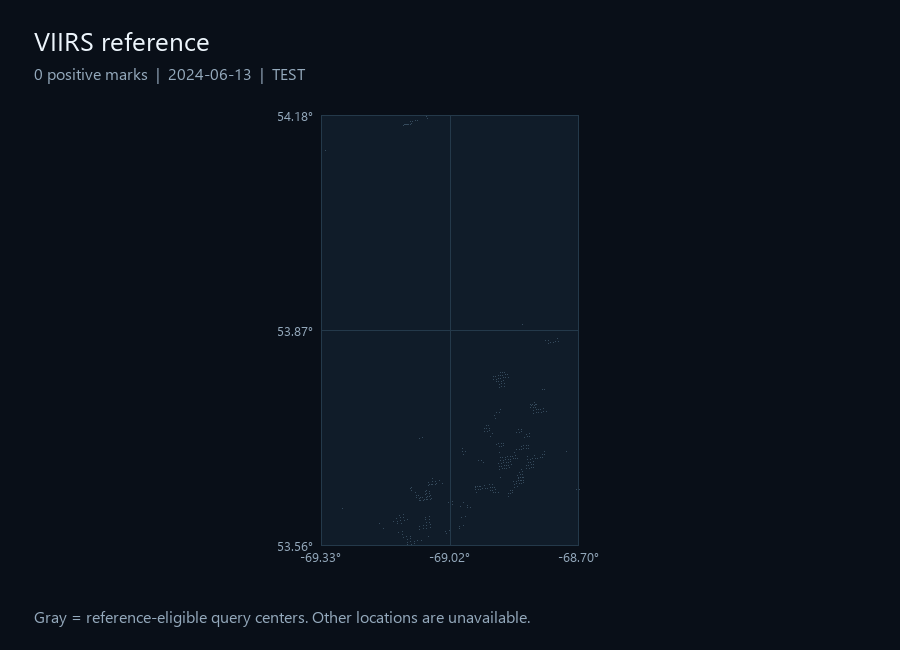 VIIRS reference
0 positive marks | 2024-06-13 | TEST
54.18°
53.87°
53.56°
-69.33° -69.02° -68.70°
Gray = reference-eligible query centers. Other locations are unavailable.